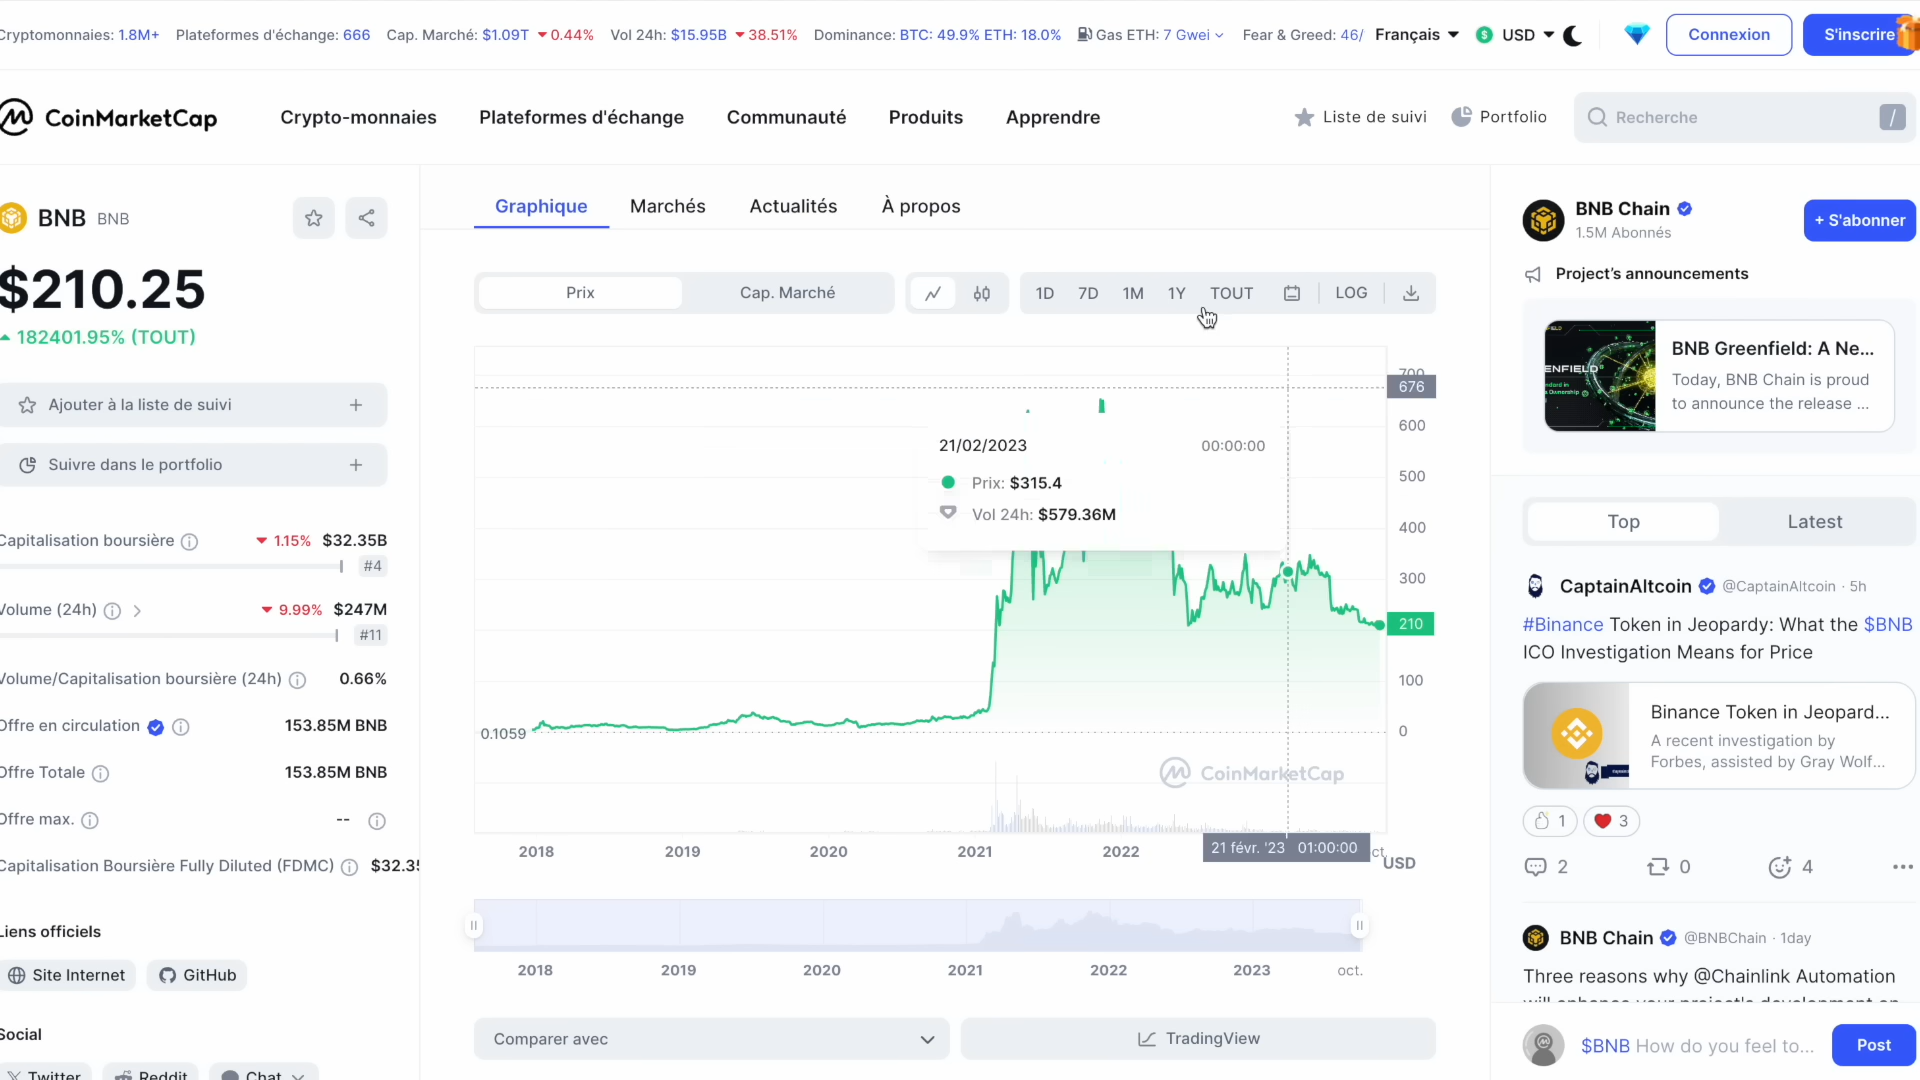 Cryptomonnaies: 1.8M+ Plateformes d'échange: 666 Cap. Marché: $1.09T 0.44% Vol 24h: $15.95B 38.51% Dominance: BTC: 49.9% ETH: 18.0% Gas ETH: 7 Gwei Fear & Greed: 46/ Français $ USD Connexion S'inscrire
CoinMarketCap Crypto-monnaies Plateformes d'échange Communauté Produits Apprendre Liste de suivi Portfolio Recherche /
BNB BNB
$210.25
182401.95% (TOUT)
Ajouter à la liste de suivi +
Suivre dans le portfolio +
Capitalisation boursière 1.15% $32.35B
#4
Volume (24h) 9.99% $247M
#11
Volume/Capitalisation boursière (24h) 0.66%
Offre en circulation 153.85M BNB
Offre Totale 153.85M BNB
Offre max. --
Capitalisation Boursière Fully Diluted (FDMC) $32.35
Liens officiels
Site Internet GitHub
Social
Twitter Reddit Chat
Graphique Marchés Actualités À propos
Prix Cap. Marché 1D 7D 1M 1Y TOUT LOG
700
676
600
500
400
300
210
100
0
21/02/2023 00:00:00
Prix: $315.4
Vol 24h: $579.36M
0.1059
CoinMarketCap
2018 2019 2020 2021 2022 21 févr. '23 01:00:00 ct.
USD
2018 2019 2020 2021 2022 2023 oct.
Comparer avec TradingView
BNB Chain
1.5M Abonnés
+ S'abonner
Project's announcements
ENFIELD
BNB Greenfield: A Ne...
Today, BNB Chain is proud
to announce the release ...
Top Latest
CaptainAltcoin @CaptainAltcoin · 5h
#Binance Token in Jeopardy: What the $BNB
ICO Investigation Means for Price
Binance Token in Jeopard...
A recent investigation by
Forbes, assisted by Gray Wolf...
1 3
2 0 4
BNB Chain @BNBChain · 1day
Three reasons why @Chainlink Automation
will enhance your project's development on
$BNB How do you feel to... Post